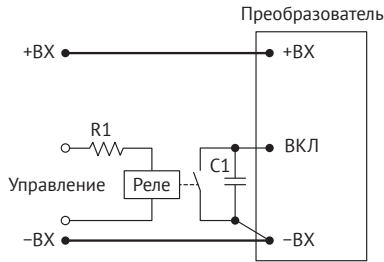 Преобразователь
+ВХ
+ВХ
R1
ВКЛ
C1
Управление
Реле
−ВХ
−ВХ